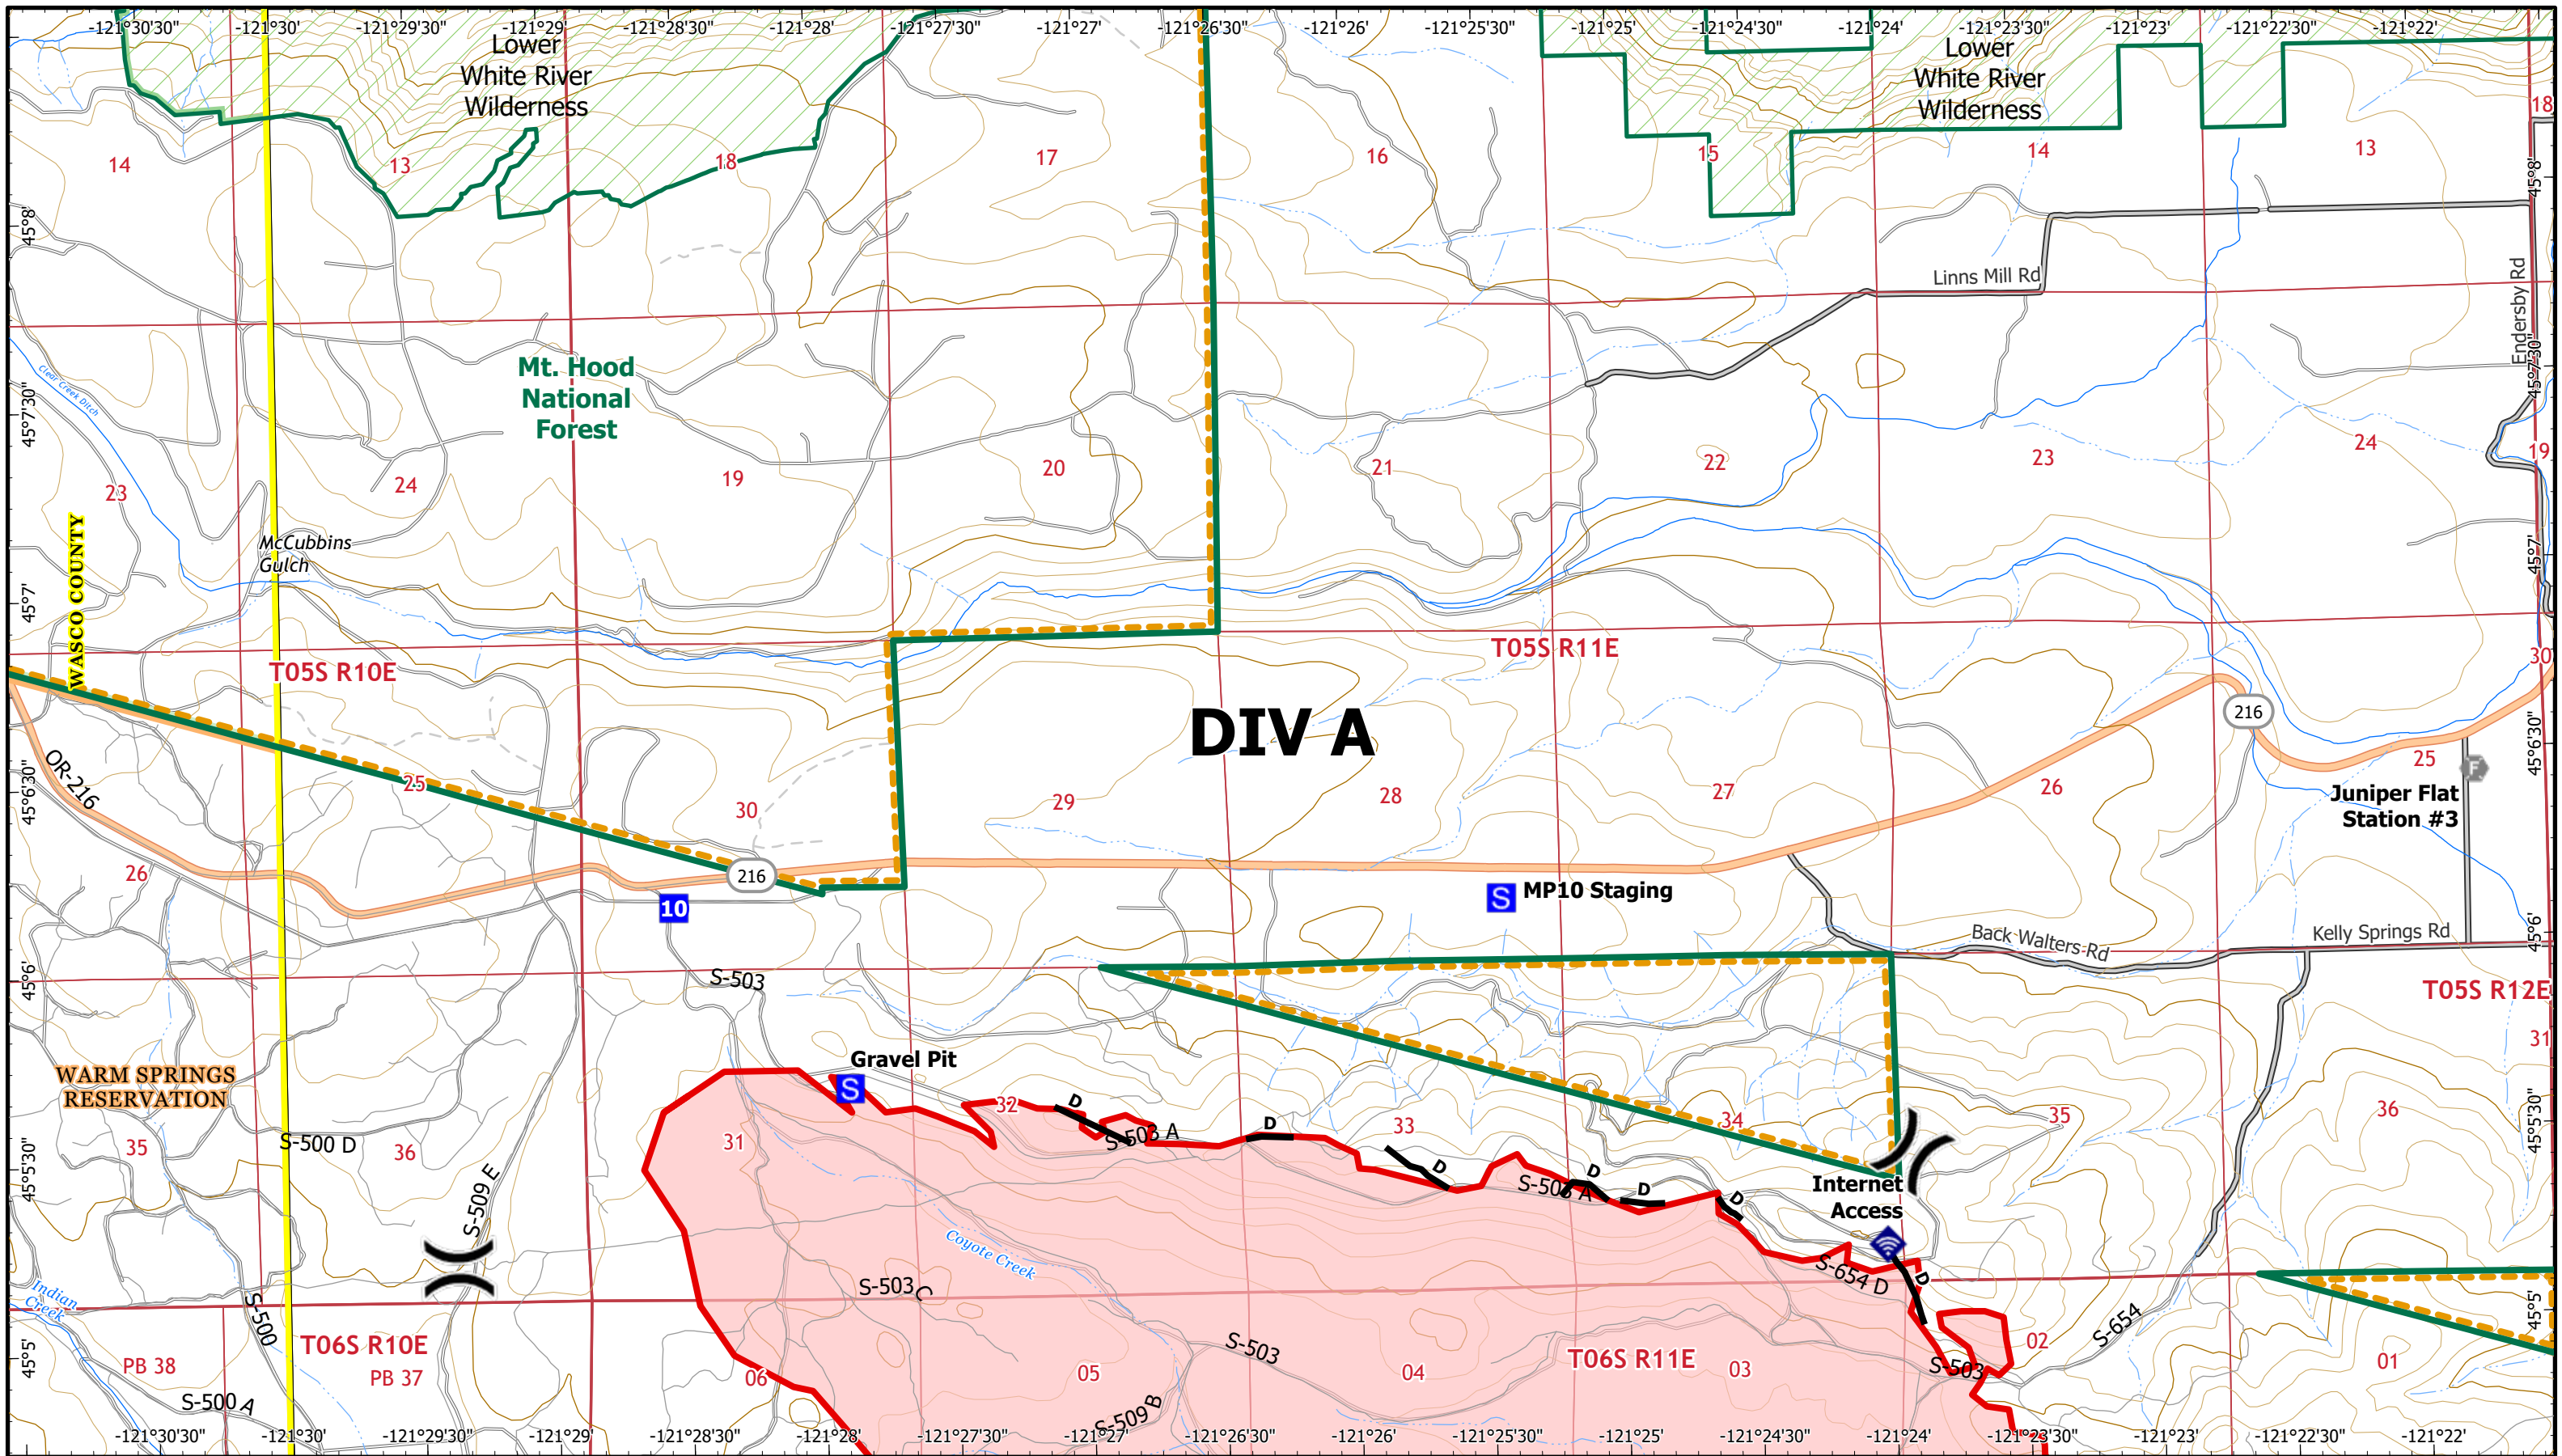 -121°30'30"
-121°30'
-121°29'30"
-121°29'
-121°28'30"
-121°28'
-121°27'30"
-121°27'
-121°26'30"
-121°26'
-121°25'30"
-121°25'
-121°24'30"
-121°24'
-121°23'30"
-121°23'
-121°22'30"
-121°22'
Lower
White River
Wilderness
Lower
White River
Wilderness
18
14
13
18
17
16
15
14
13
45°8'
45°8'
Linns Mill Rd
Endersby Rd
45°7'30"
45°7'30"
Clear Creek Ditch
Mt. Hood
National
Forest
23
24
19
20
21
22
23
24
19
WASCO COUNTY
McCubbins
Gulch
45°7'
45°7'
T05S R10E
T05S R11E
30
DIV A
216
OR-216
25
30
29
28
27
26
25
45°6'30"
45°6'30"
F
Juniper Flat
Station #3
26
216
10
S
MP10 Staging
Back Walters Rd
Kelly Springs Rd
45°6'
45°6'
S-503
T05S R12E
31
Gravel Pit
S
WARM SPRINGS
RESERVATION
35
S-500 D
36
31
32
D
S-503 A
D
33
D
34
35
36
45°5'30"
45°5'30"
S-509 E
D
S-503 A
D
D
Internet
Access
Coyote Creek
S-503 C
S-654 D
D
Indian
Creek
S-500
T06S R10E
PB 38
PB 37
S-500 A
06
05
S-503
04
T06S R11E
03
S-503
02
S-654
01
45°5'
45°5'
S-509 B
-121°30'30"
-121°30'
-121°29'30"
-121°29'
-121°28'30"
-121°28'
-121°27'30"
-121°27'
-121°26'30"
-121°26'
-121°25'30"
-121°25'
-121°24'30"
-121°24'
-121°23'30"
-121°23'
-121°22'30"
-121°22'